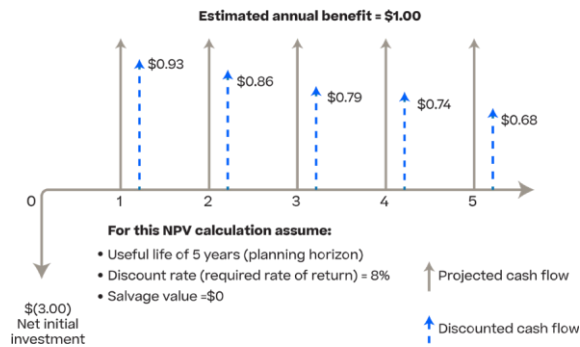 Estimated annual benefit = $1.00
$0.93
$0.86
$0.79
$0.74
$0.68
0
1
2
3
4
5
For this NPV calculation assume:
• Useful life of 5 years (planning horizon)
• Discount rate (required rate of return) = 8%
• Salvage value =$0
$(3.00)
Net initial
investment
Projected cash flow
Discounted cash flow